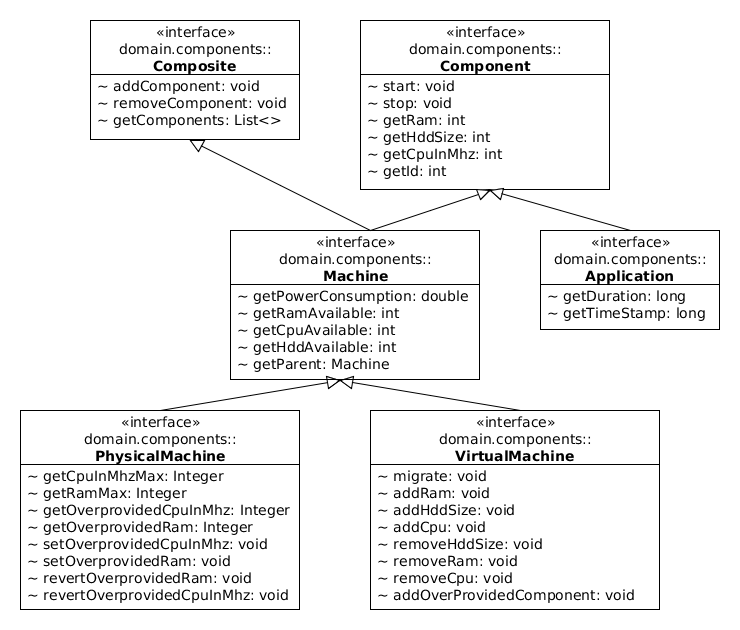 «interface»
domain.components::
Composite
~ addComponent: void
~ removeComponent: void
~ getComponents: List<>
«interface»
domain.components::
Component
~ start: void
~ stop: void
~ getRam: int
~ getHddSize: int
~ getCpuInMhz: int
~ getId: int
«interface»
domain.components::
Machine
~ getPowerConsumption: double
~ getRamAvailable: int
~ getCpuAvailable: int
~ getHddAvailable: int
~ getParent: Machine
«interface»
domain.components::
Application
~ getDuration: long
~ getTimeStamp: long
«interface»
domain.components::
PhysicalMachine
~ getCpuInMhzMax: Integer
~ getRamMax: Integer
~ getOverprovidedCpuInMhz: Integer
~ getOverprovidedRam: Integer
~ setOverprovidedCpuInMhz: void
~ setOverprovidedRam: void
~ revertOverprovidedRam: void
~ revertOverprovidedCpuInMhz: void
«interface»
domain.components::
VirtualMachine
~ migrate: void
~ addRam: void
~ addHddSize: void
~ addCpu: void
~ removeHddSize: void
~ removeRam: void
~ removeCpu: void
~ addOverProvidedComponent: void